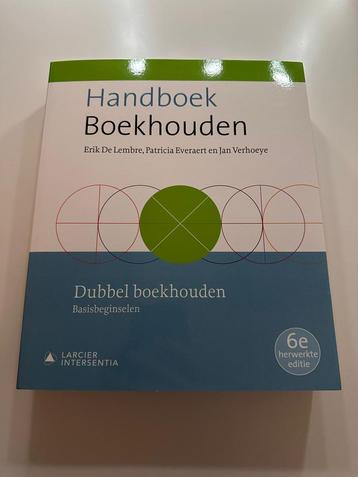 Handboek
Boekhouden
Erik De Lembre, Patricia Everaert en Jan Verhoeye
Dubbel boekhouden
Basisbeginselen
6e
herwerkte
editie
LARCIER
INTERSENTIA